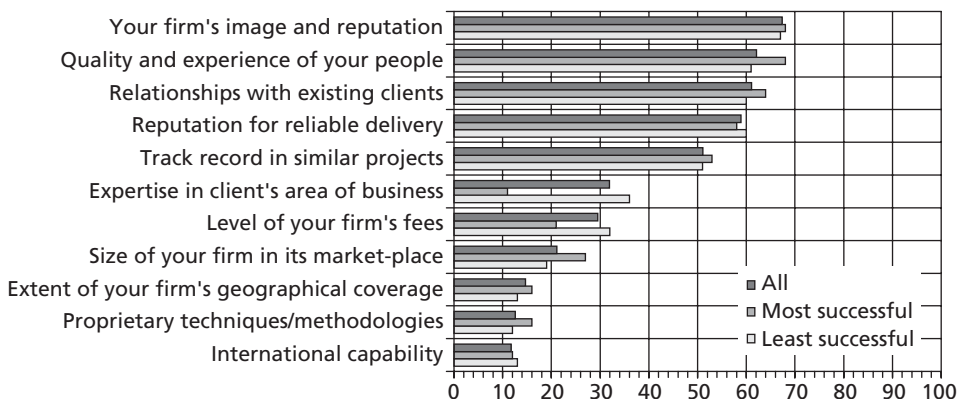 Your firm's image and reputation
Quality and experience of your people
Relationships with existing clients
Reputation for reliable delivery
Track record in similar projects
Expertise in client's area of business
Level of your firm's fees
Size of your firm in its market-place
Extent of your firm's geographical coverage
Proprietary techniques/methodologies
International capability
All
Most successful
Least successful
0 10 20 30 40 50 60 70 80 90 100